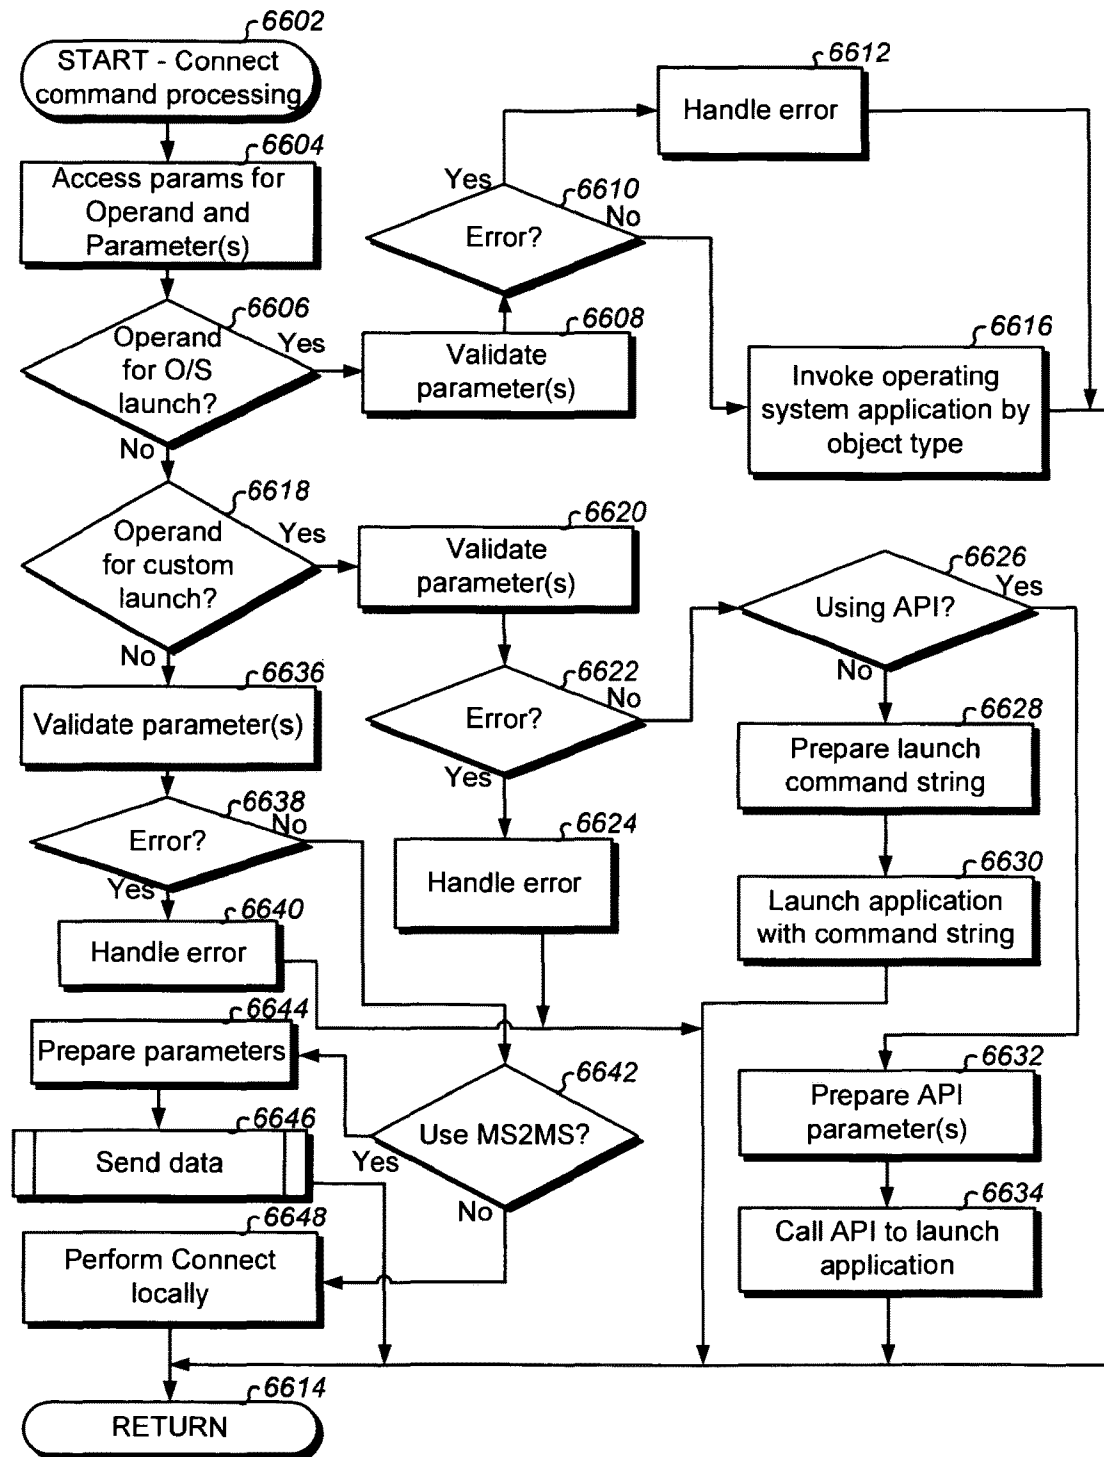 6602
START - Connect
command processing
6604
Access params for
Operand and
Parameter(s)
6606
Operand
for O/S
launch?
Yes
No
6608
Validate
parameter(s)
6610
Error?
Yes
No
6612
Handle error
6616
Invoke operating
system application by
object type
6618
Operand
for custom
launch?
Yes
No
6620
Validate
parameter(s)
6622
Error?
No
Yes
6624
Handle error
6626
Using API?
Yes
No
6628
Prepare launch
command string
6630
Launch application
with command string
6632
Prepare API
parameter(s)
6634
Call API to launch
application
6636
Validate parameter(s)
6638
Error?
No
Yes
6640
Handle error
6642
Use MS2MS?
Yes
No
6644
Prepare parameters
6646
Send data
6648
Perform Connect
locally
6614
RETURN